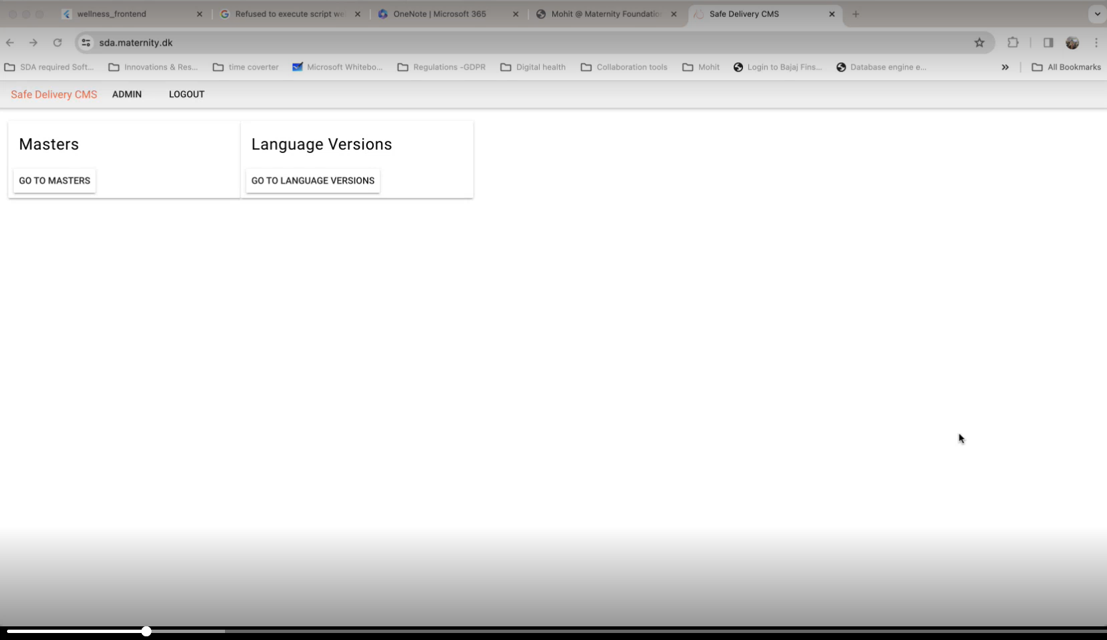 wellness_frontend
Refused to execute script we
OneNote | Microsoft 365
Mohit @ Maternity Foundatio
Safe Delivery CMS
sda.maternity.dk
SDA required Soft...
Innovations & Res...
time coverter
Microsoft Whitebo...
Regulations -GDPR
Digital health
Collaboration tools
Mohit
Login to Bajaj Fins...
Database engine e...
»
All Bookmarks
Safe Delivery CMS
ADMIN
LOGOUT
Masters
Language Versions
GO TO MASTERS
GO TO LANGUAGE VERSIONS